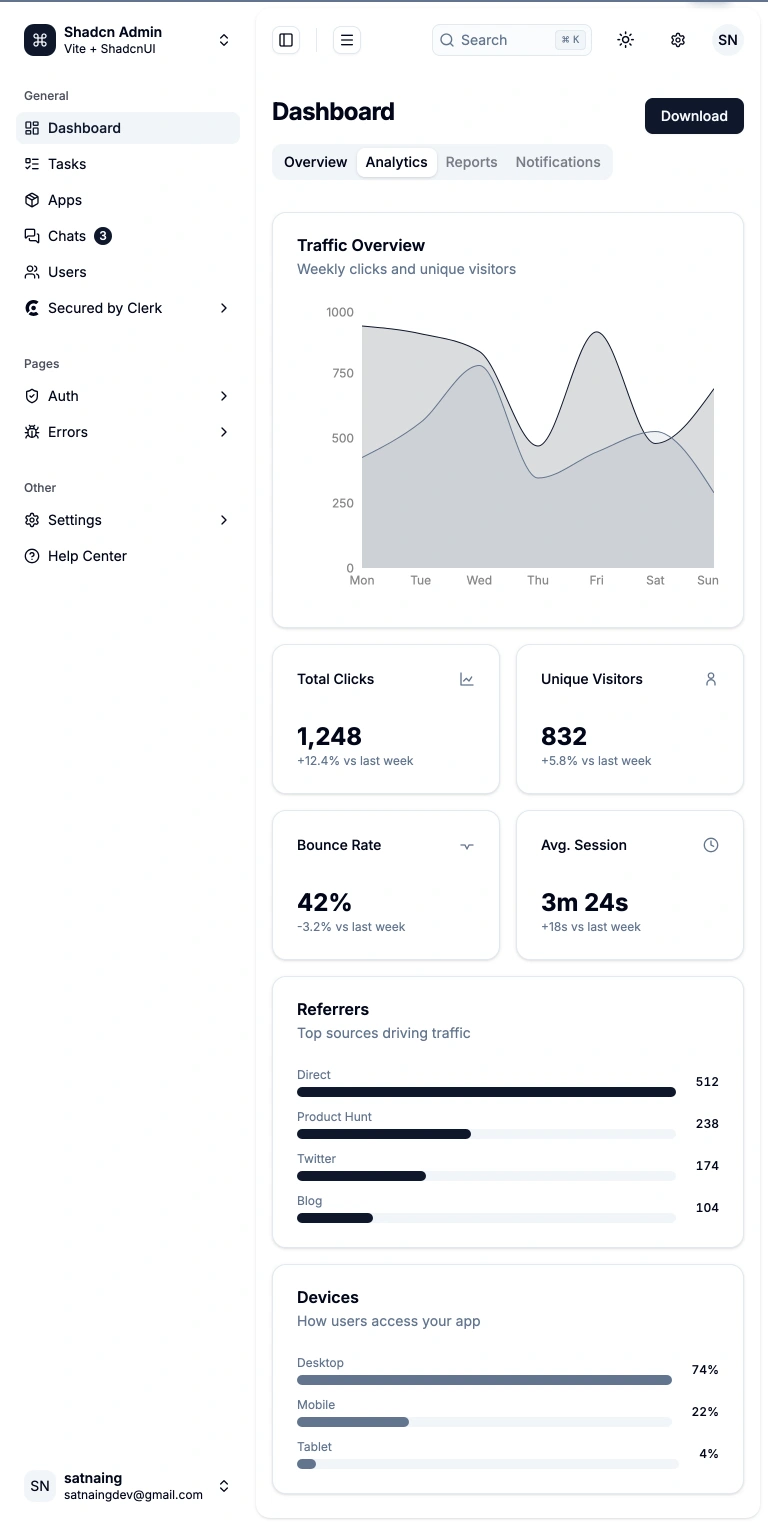 Shadcn Admin
Vite + ShadcnUI
General
Dashboard
Tasks
Apps
Chats 3
Users
Secured by Clerk
Pages
Auth
Errors
Other
Settings
Help Center
SN
satnaing
satnaingdev@gmail.com
Search ⌘ K
SN
Dashboard
Download
Overview Analytics Reports Notifications
Traffic Overview
Weekly clicks and unique visitors
1000
750
500
250
0
Mon Tue Wed Thu Fri Sat Sun
Total Clicks
1,248
+12.4% vs last week
Unique Visitors
832
+5.8% vs last week
Bounce Rate
42%
-3.2% vs last week
Avg. Session
3m 24s
+18s vs last week
Referrers
Top sources driving traffic
Direct
512
Product Hunt
238
Twitter
174
Blog
104
Devices
How users access your app
Desktop
74%
Mobile
22%
Tablet
4%